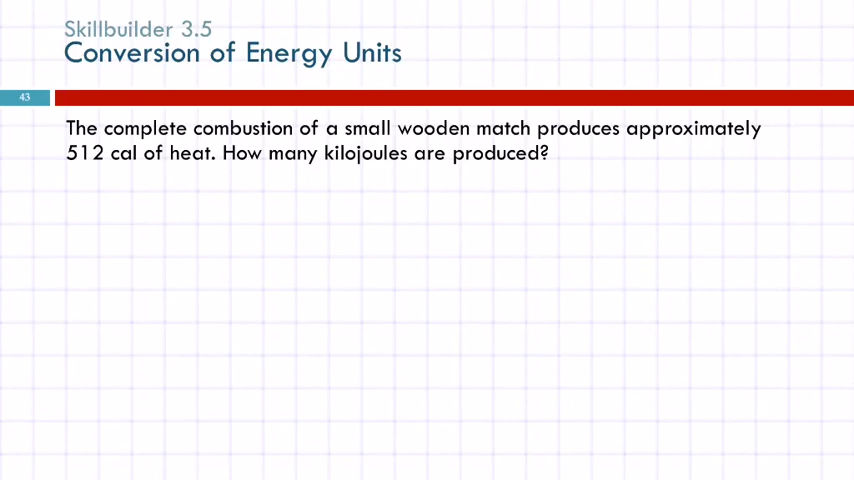 Skillbuilder 3.5
Conversion of Energy Units
43
The complete combustion of a small wooden match produces approximately
512 cal of heat. How many kilojoules are produced?